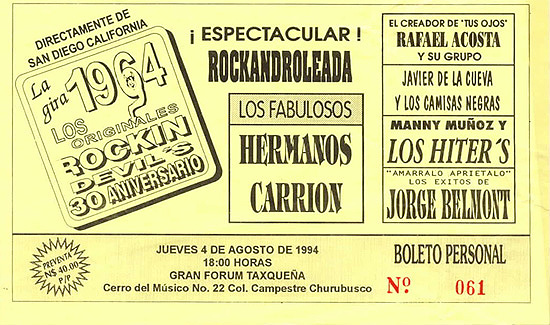 DIRECTAMENTE DE
SAN DIEGO CALIFORNIA
La
gira
1964
LOS
ORIGINALES
ROCKIN
DEVIL´S
30 ANIVERSARIO
¡ ESPECTACULAR !
ROCKANDROLEADA
LOS FABULOSOS
HERMANOS
CARRION
EL CREADOR DE "TUS OJOS"
RAFAEL ACOSTA
Y SU GRUPO
JAVIER DE LA CUEVA
Y LOS CAMISAS NEGRAS
MANNY MUÑOZ Y
LOS HITER´S
"AMARRALO APRIETALO"
LOS EXITOS DE
JORGE BELMONT
PREVENTA
N$ 40.00
P/P
JUEVES 4 DE AGOSTO DE 1994
18:00 HORAS
GRAN FORUM TAXQUEÑA
Cerro del Músico No. 22 Col. Campestre Churubusco
BOLETO PERSONAL
Nº 061